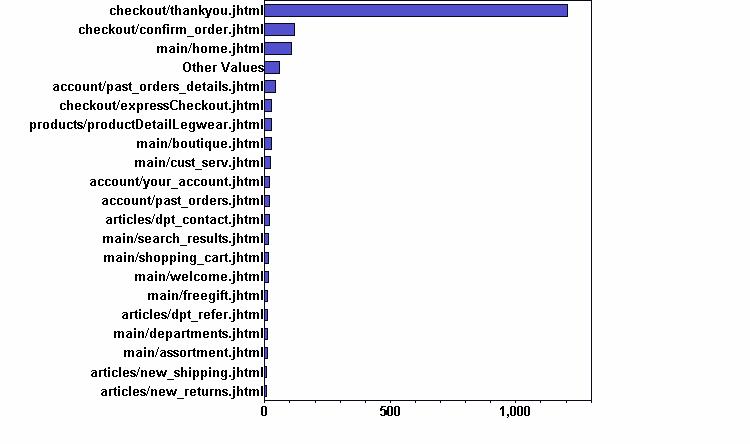 checkout/thankyou.jhtml
checkout/confirm_order.jhtml
main/home.jhtml
Other Values
account/past_orders_details.jhtml
checkout/expressCheckout.jhtml
products/productDetailLegwear.jhtml
main/boutique.jhtml
main/cust_serv.jhtml
account/your_account.jhtml
account/past_orders.jhtml
articles/dpt_contact.jhtml
main/search_results.jhtml
main/shopping_cart.jhtml
main/welcome.jhtml
main/freegift.jhtml
articles/dpt_refer.jhtml
main/departments.jhtml
main/assortment.jhtml
articles/new_shipping.jhtml
articles/new_returns.jhtml
0 500 1,000